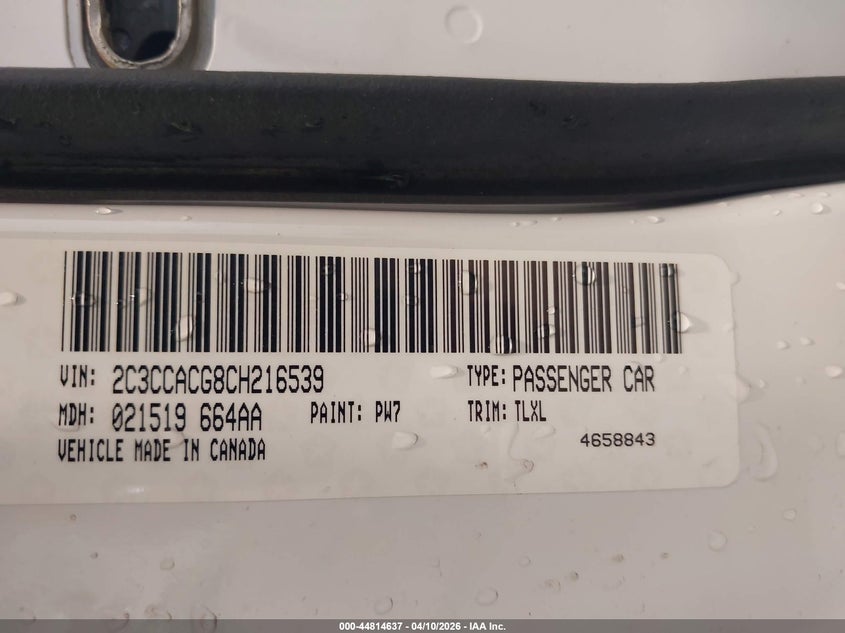 VIN: 2C3CCACG8CH216539 TYPE: PASSENGER CAR
MDH: 021519 664AA PAINT: PW7 TRIM: TLXL
VEHICLE MADE IN CANADA 4658843
000-44814637 - 04/10/2026 - IAA Inc.